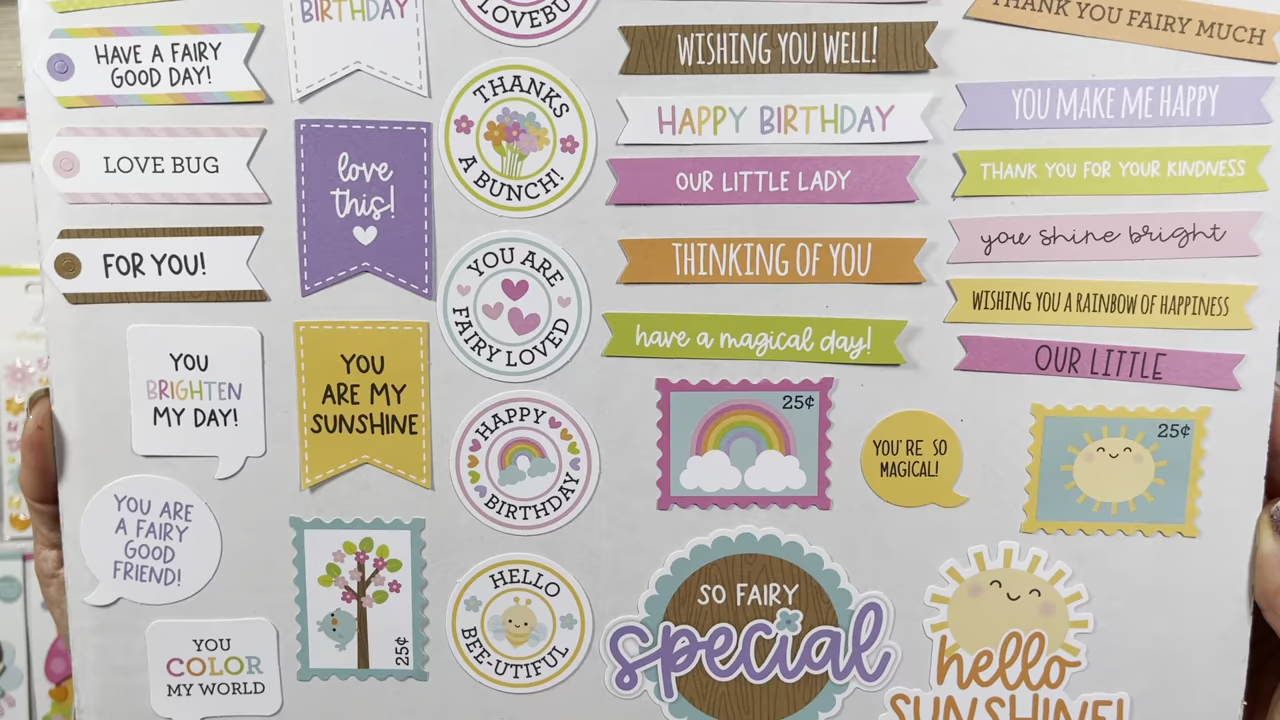 HAVE A FAIRY
GOOD DAY!
LOVE BUG
FOR YOU!
YOU
BRIGHTEN
MY DAY!
YOU ARE
A FAIRY
GOOD
FRIEND!
YOU
COLOR
MY WORLD
BIRTHDAY
love
this!
YOU
ARE MY
SUNSHINE
25¢
THANKS
A BUNCH!
YOU ARE
FAIRY LOVED
HAPPY
BIRTHDAY
HELLO
BEE-UTIFUL
WISHING YOU WELL!
HAPPY BIRTHDAY
OUR LITTLE LADY
THINKING OF YOU
have a magical day!
25¢
SO FAIRY
special
THANK YOU FAIRY MUCH
YOU MAKE ME HAPPY
THANK YOU FOR YOUR KINDNESS
you shine bright
WISHING YOU A RAINBOW OF HAPPINESS
OUR LITTLE
YOU'RE SO
MAGICAL!
25¢
hello
SUNSHINE!